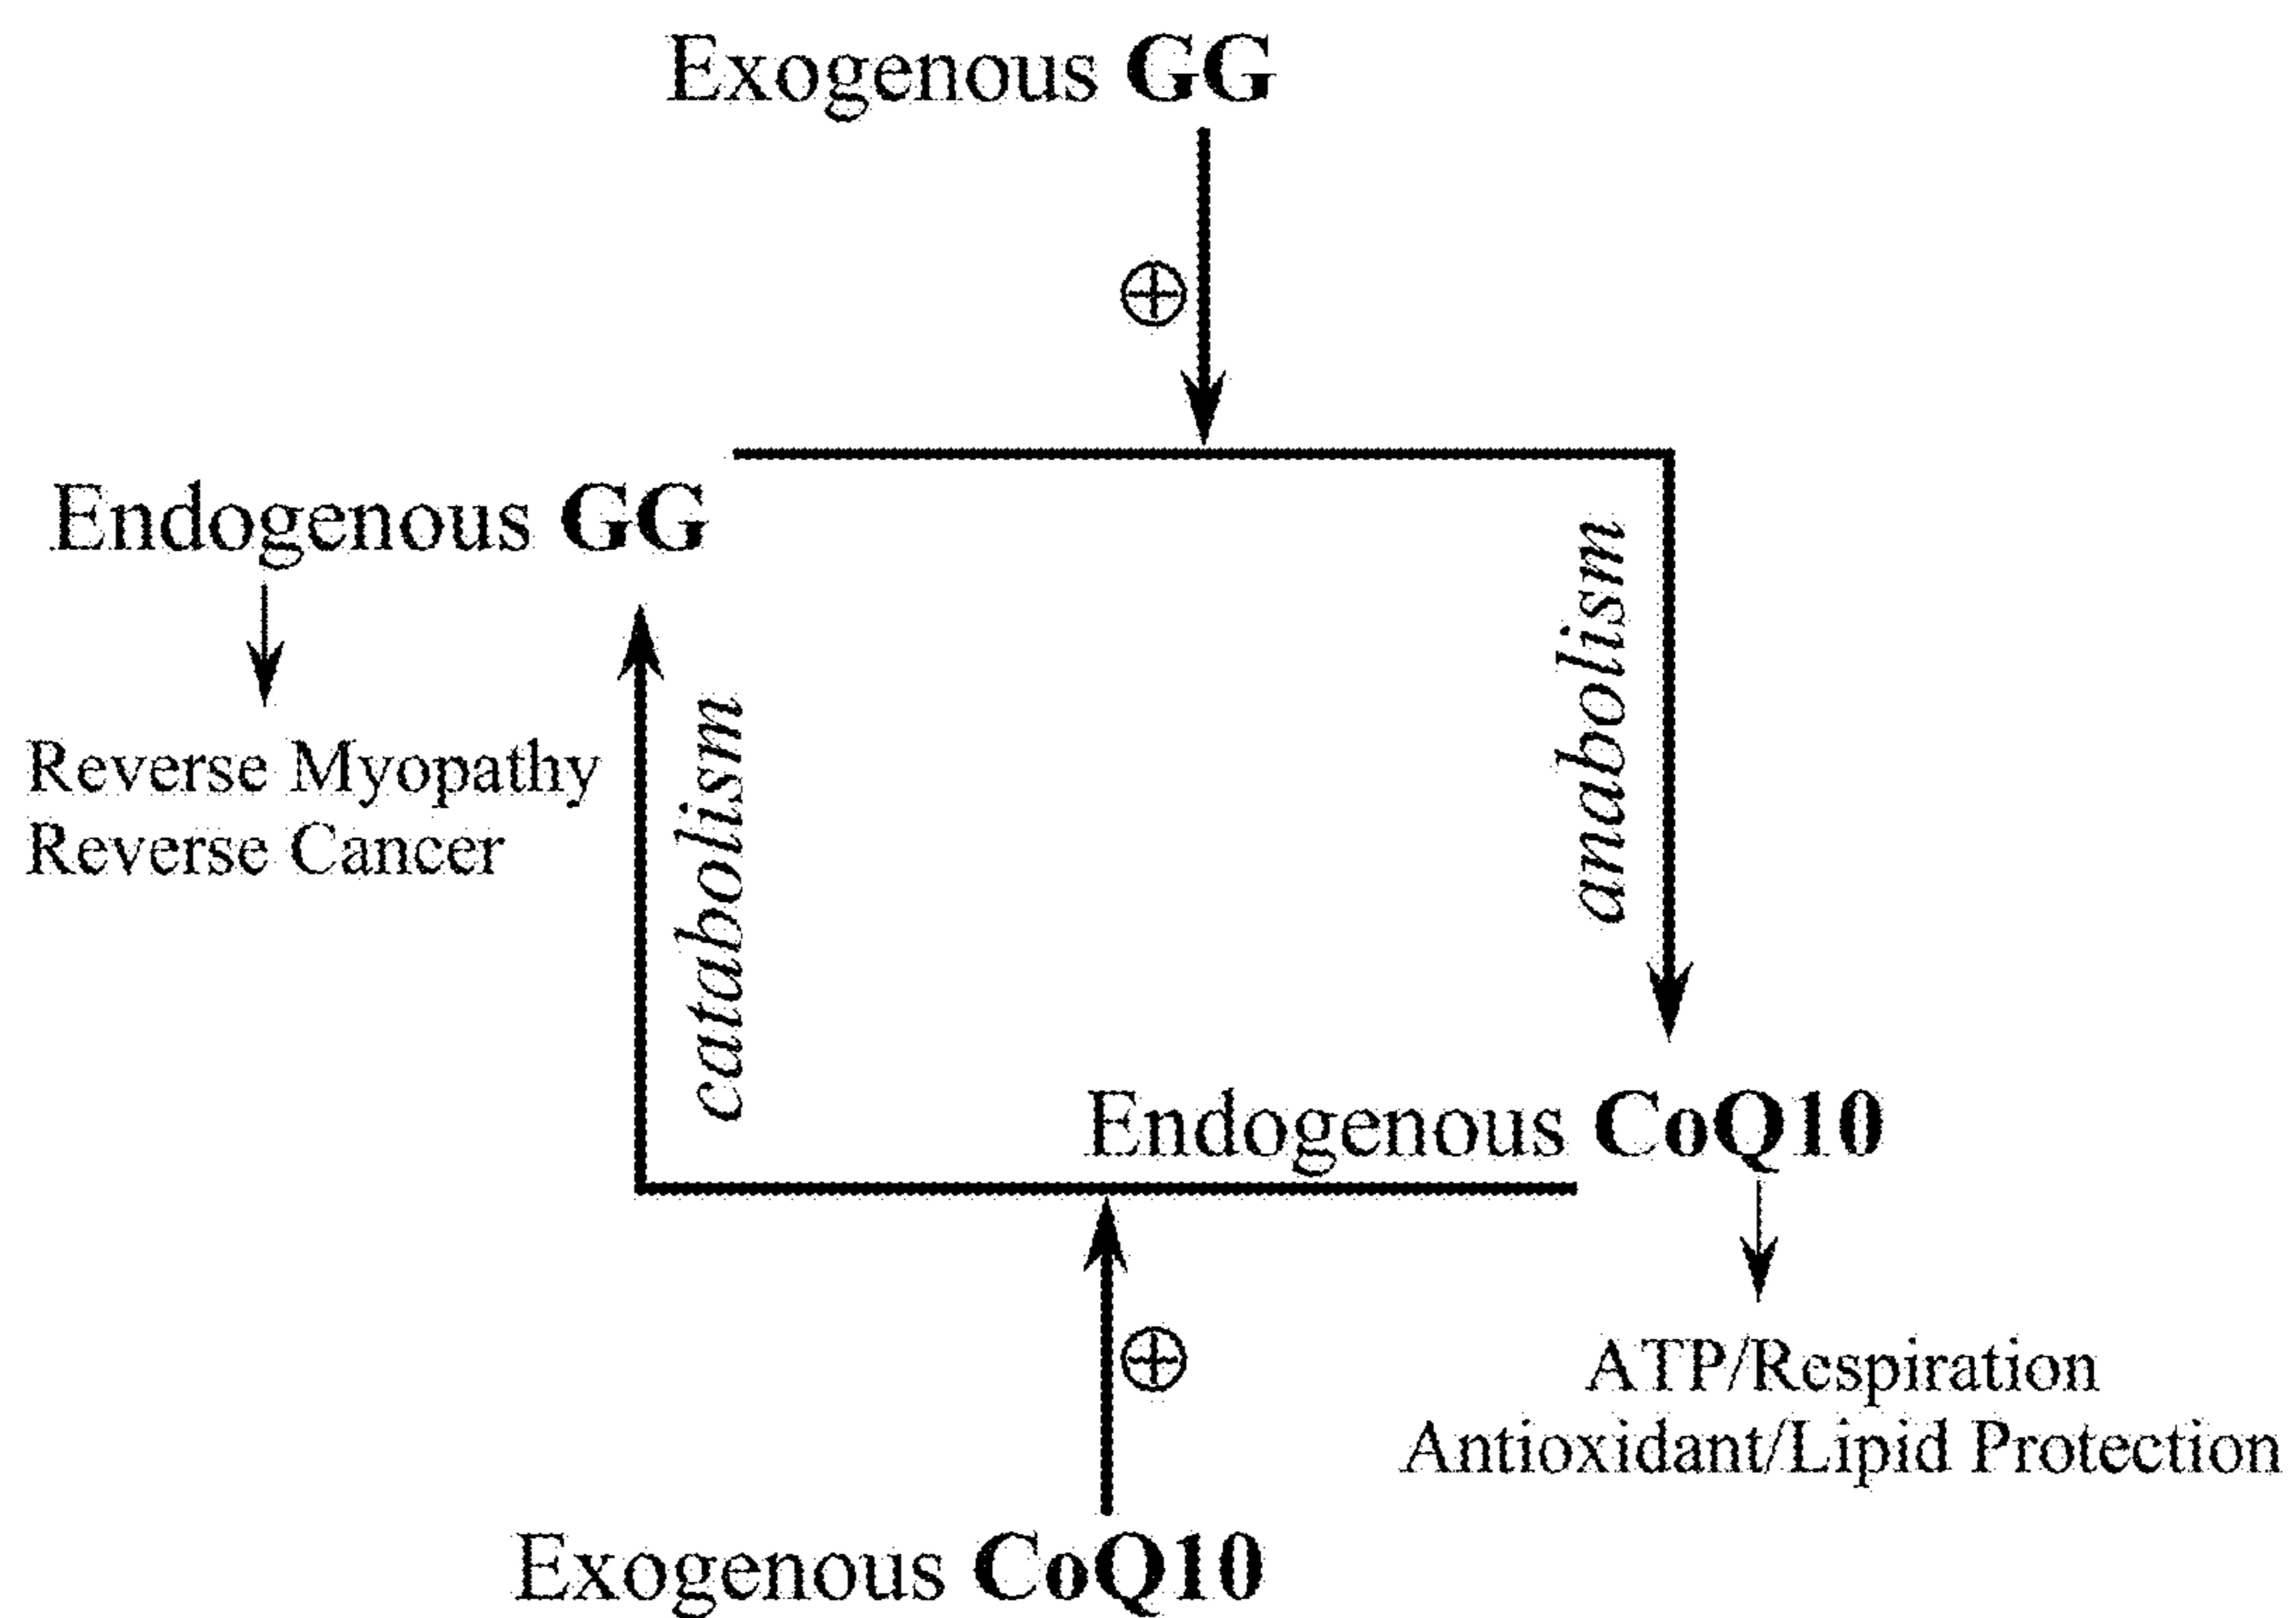 Exogenous GG
Endogenous GG
anabolism
Reverse Myopathy
Reverse Cancer
catabolism
Endogenous CoQ10
ATP/Respiration
Antioxidant/Lipid Protection
Exogenous CoQ10